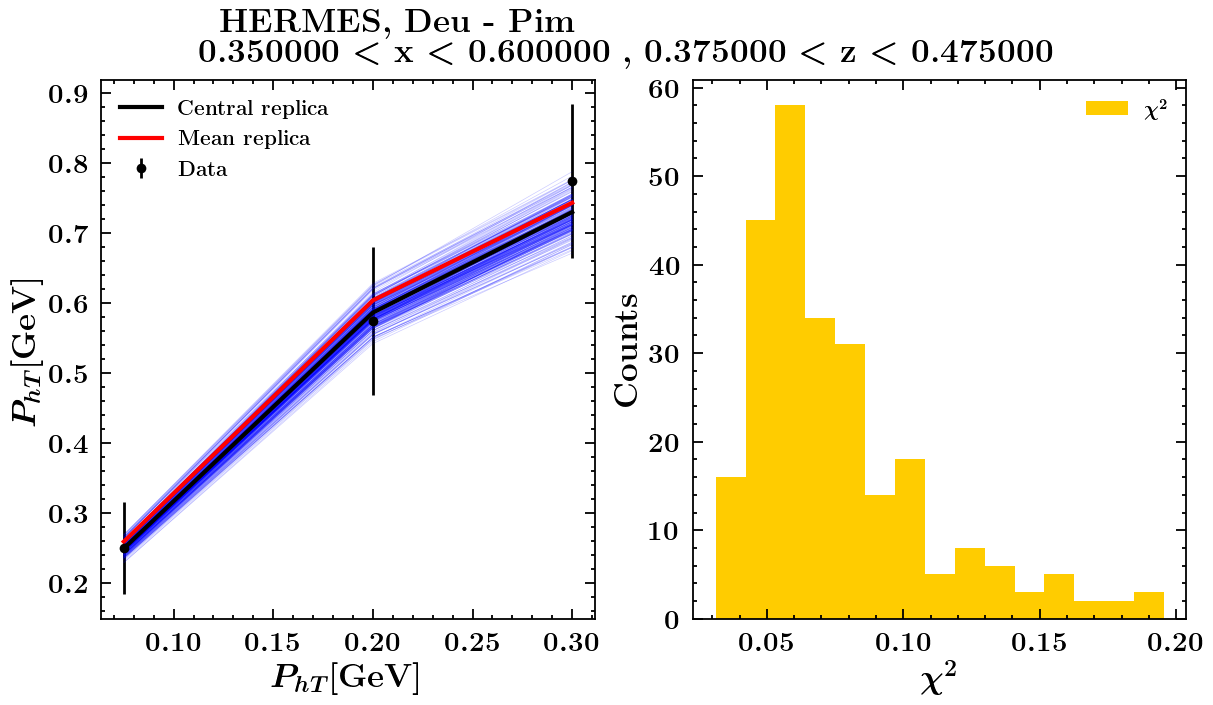 HERMES, Deu - Pim
0.350000 < x < 0.600000 , 0.375000 < z < 0.475000
0.9
0.8
0.7
0.6
0.5
0.4
0.3
0.2
P_{hT}[GeV]
Central replica
Mean replica
Data
0.10 0.15 0.20 0.25 0.30
P_{hT}[GeV]
60
50
40
30
20
10
0
Counts
χ²
0.05 0.10 0.15 0.20
χ²